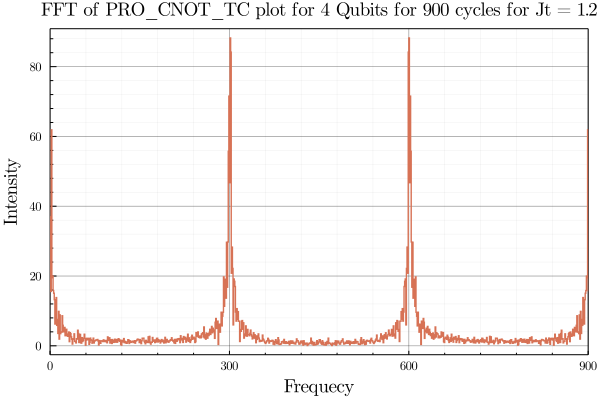 FFT of PRO_CNOT_TC plot for 4 Qubits for 900 cycles for Jt = 1.2
Intensity
80
60
40
20
0
0 300 600 900
Frequecy